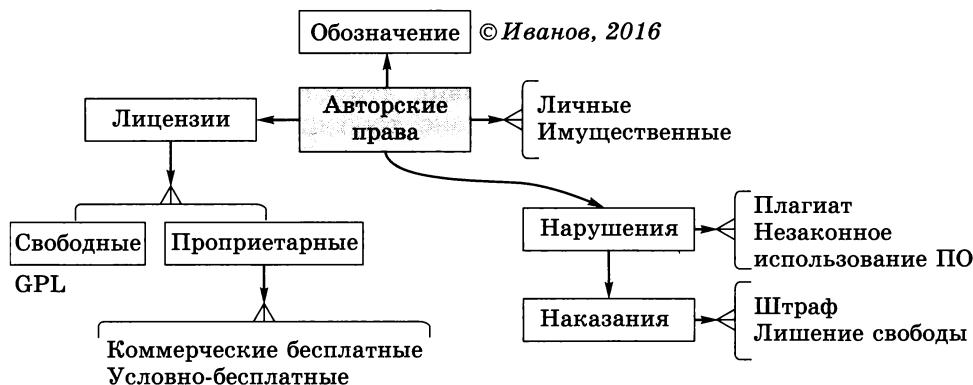 Обозначение
© Иванов, 2016
Авторские
права
Личные
Имущественные
Лицензии
Свободные
GPL
Проприетарные
Коммерческие бесплатные
Условно-бесплатные
Нарушения
Плагиат
Незаконное
использование ПО
Наказания
Штраф
Лишение свободы